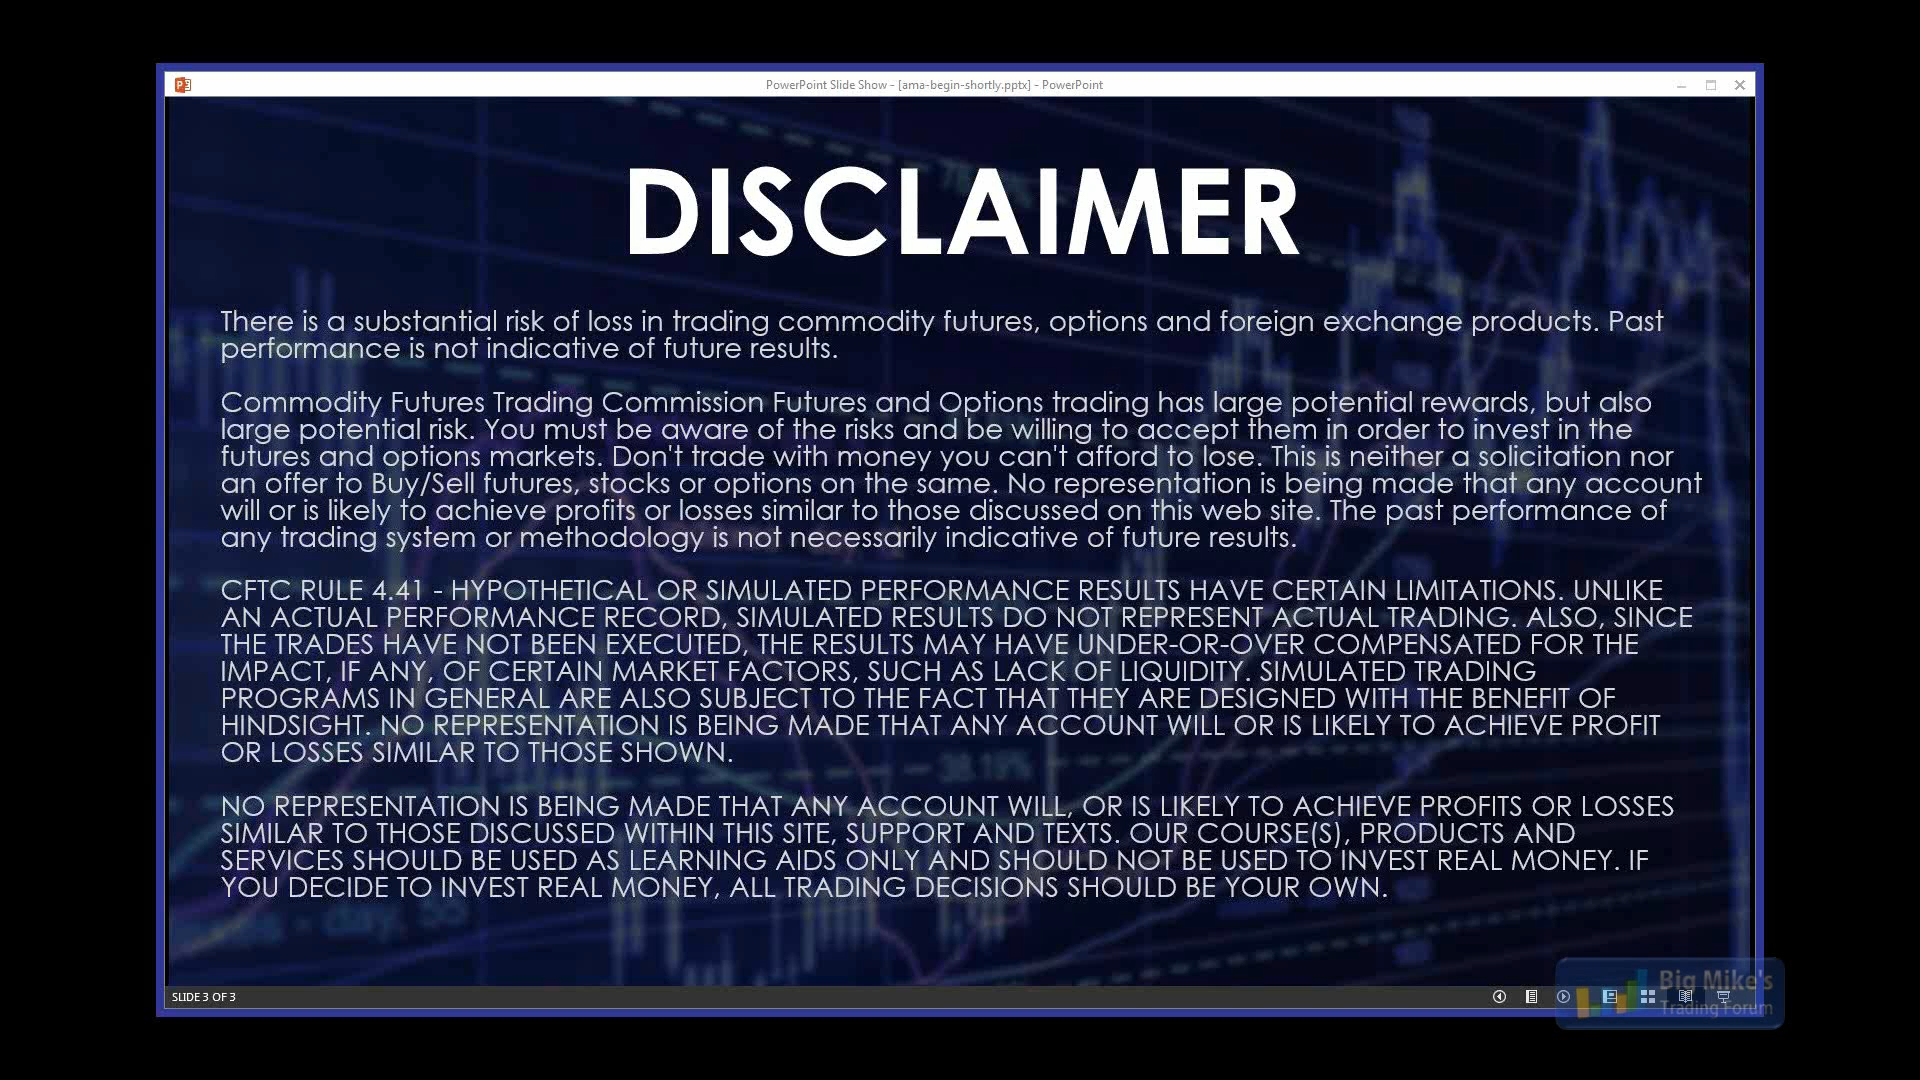 PowerPoint Slide Show - [ama-begin-shortly.pptx] - PowerPoint
DISCLAIMER
There is a substantial risk of loss in trading commodity futures, options and foreign exchange products. Past
performance is not indicative of future results.
Commodity Futures Trading Commission Futures and Options trading has large potential rewards, but also
large potential risk. You must be aware of the risks and be willing to accept them in order to invest in the
futures and options markets. Don't trade with money you can't afford to lose. This is neither a solicitation nor
an offer to Buy/Sell futures, stocks or options on the same. No representation is being made that any account
will or is likely to achieve profits or losses similar to those discussed on this web site. The past performance of
any trading system or methodology is not necessarily indicative of future results.
CFTC RULE 4.41 - HYPOTHETICAL OR SIMULATED PERFORMANCE RESULTS HAVE CERTAIN LIMITATIONS. UNLIKE
AN ACTUAL PERFORMANCE RECORD, SIMULATED RESULTS DO NOT REPRESENT ACTUAL TRADING. ALSO, SINCE
THE TRADES HAVE NOT BEEN EXECUTED, THE RESULTS MAY HAVE UNDER-OR-OVER COMPENSATED FOR THE
IMPACT, IF ANY, OF CERTAIN MARKET FACTORS, SUCH AS LACK OF LIQUIDITY. SIMULATED TRADING
PROGRAMS IN GENERAL ARE ALSO SUBJECT TO THE FACT THAT THEY ARE DESIGNED WITH THE BENEFIT OF
HINDSIGHT. NO REPRESENTATION IS BEING MADE THAT ANY ACCOUNT WILL OR IS LIKELY TO ACHIEVE PROFIT
OR LOSSES SIMILAR TO THOSE SHOWN.
38.19%
NO REPRESENTATION IS BEING MADE THAT ANY ACCOUNT WILL, OR IS LIKELY TO ACHIEVE PROFITS OR LOSSES
SIMILAR TO THOSE DISCUSSED WITHIN THIS SITE, SUPPORT AND TEXTS. OUR COURSE(S), PRODUCTS AND
SERVICES SHOULD BE USED AS LEARNING AIDS ONLY AND SHOULD NOT BE USED TO INVEST REAL MONEY. IF
YOU DECIDE TO INVEST REAL MONEY, ALL TRADING DECISIONS SHOULD BE YOUR OWN.
SLIDE 3 OF 3
Big Mike's
Trading Forum